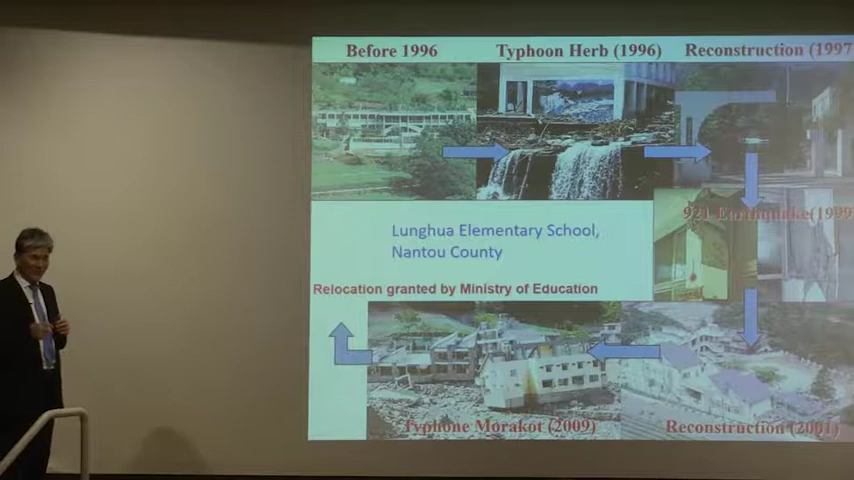 Before 1996
Typhoon Herb (1996)
Reconstruction (1997
921 Earthquake(1999
Lunghua Elementary School,
Nantou County
Relocation granted by Ministry of Education
Typhone Morakot (2009)
Reconstruction (2001)